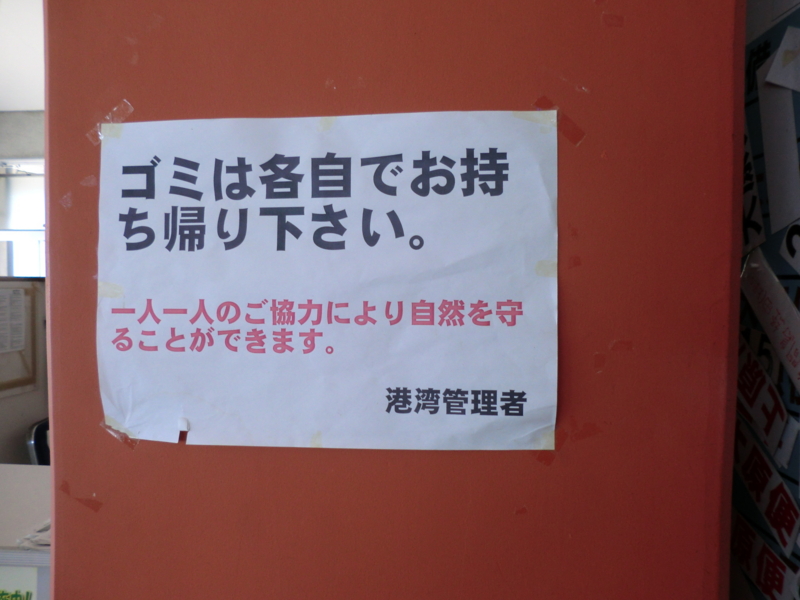 ゴミは各自でお持
ち帰り下さい。
一人一人のご協力により自然を守
ることができます。
港湾管理者